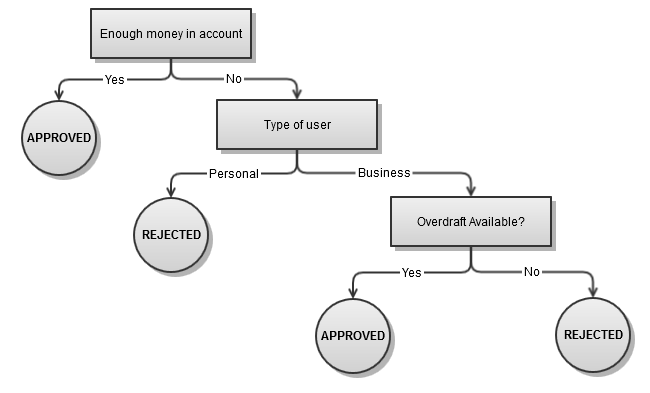 Enough money in account
Yes
No
APPROVED
Type of user
Personal
Business
REJECTED
Overdraft Available?
Yes
No
APPROVED
REJECTED